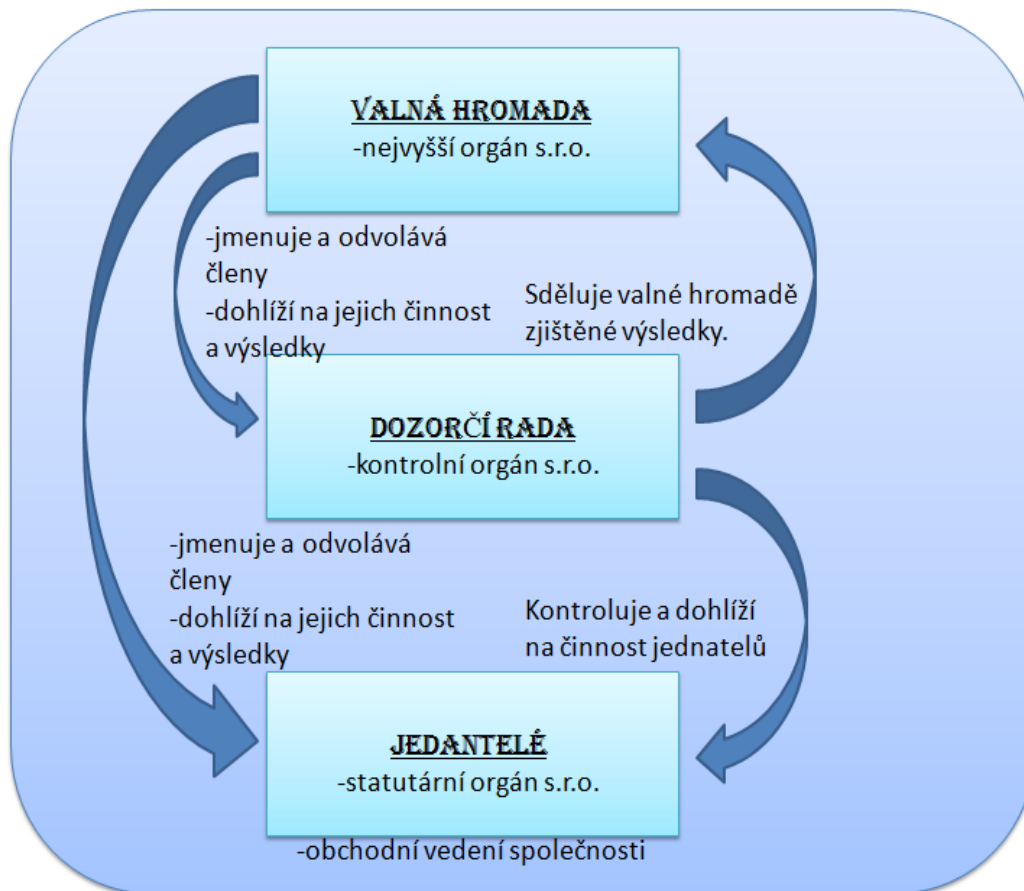 VALNÁ HROMADA
-nejvyšší orgán s.r.o.
-jmenuje a odvolává
členy
-dohlíží na jejich činnost
a výsledky
Sděluje valné hromadě
zjištěné výsledky.
DOZORČÍ RADA
-kontrolní orgán s.r.o.
-jmenuje a odvolává
členy
-dohlíží na jejich činnost
a výsledky
Kontroluje a dohlíží
na činnost jednatelů
JEDANTELÉ
-statutární orgán s.r.o.
-obchodní vedení společnosti